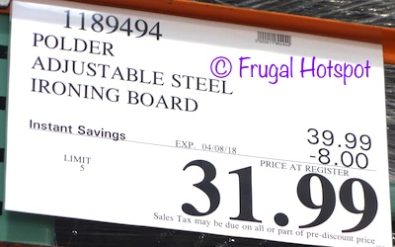 1189494
POLDER
ADJUSTABLE STEEL
IRONING BOARD
© Frugal Hotspot
Instant Savings
EXP. 04/08/18
39.99
-8.00
LIMIT
5
PRICE AT REGISTER
31.99
Sales Tax may be due on all or part of pre-discount price